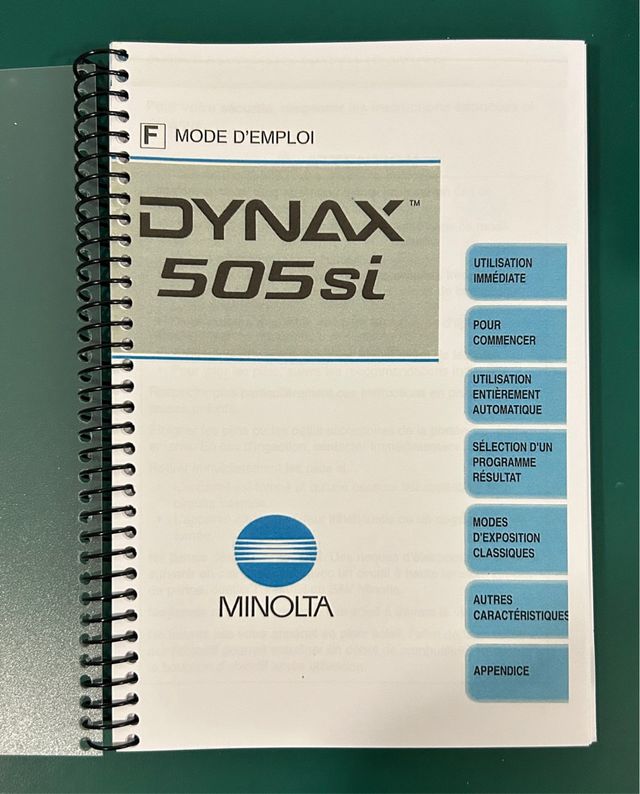 F MODE D'EMPLOI
DYNAX™
505si
UTILISATION
IMMÉDIATE
POUR
COMMENCER
UTILISATION
ENTIÈREMENT
AUTOMATIQUE
SÉLECTION D'UN
PROGRAMME
RÉSULTAT
MODES
D'EXPOSITION
CLASSIQUES
AUTRES
CARACTÉRISTIQUES
APPENDICE
MINOLTA